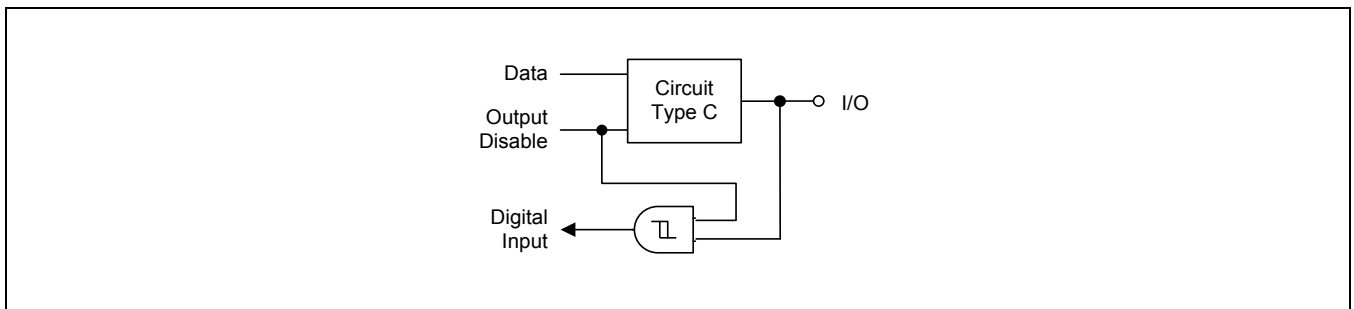 Data
Circuit
Type C
I/O
Output
Disable
Digital
Input